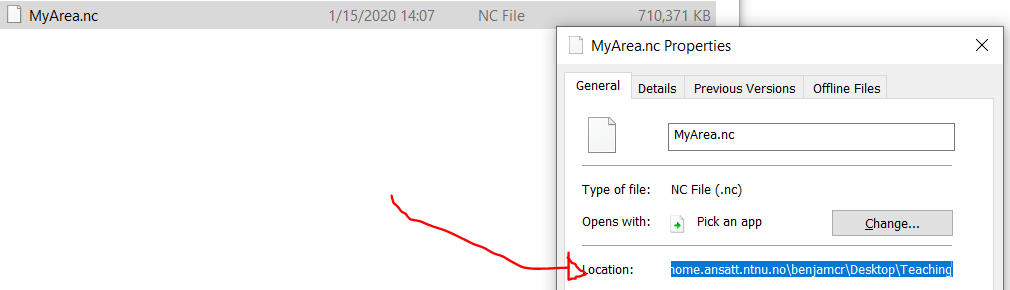 MyArea.nc 1/15/2020 14:07 NC File 710,371 KB
MyArea.nc Properties
General Details Previous Versions Offline Files
MyArea.nc
Type of file: NC File (.nc)
Opens with: Pick an app Change...
Location: home.ansatt.ntnu.no\benjamcr\Desktop\Teaching